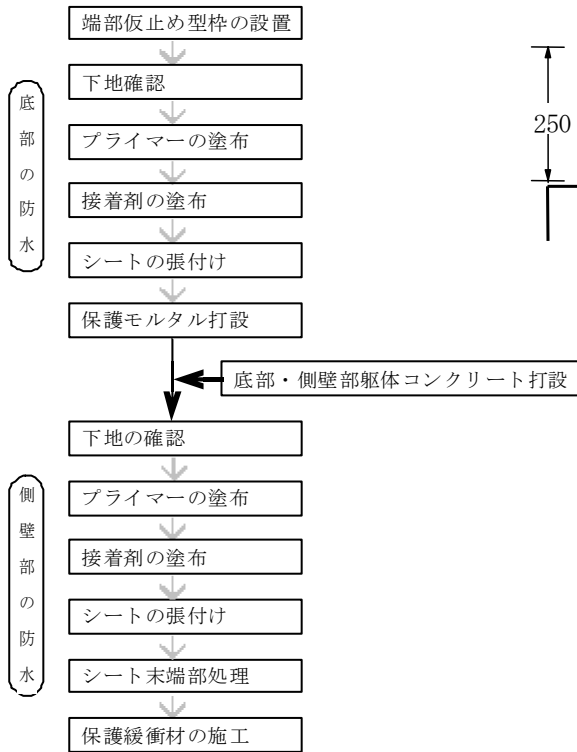 端部仮止め型枠の設置
下地確認
底部の防水
プライマーの塗布
接着剤の塗布
シートの張付け
保護モルタル打設
250
底部・側壁部躯体コンクリート打設
下地の確認
側壁部の防水
プライマーの塗布
接着剤の塗布
シートの張付け
シート末端部処理
保護緩衝材の施工